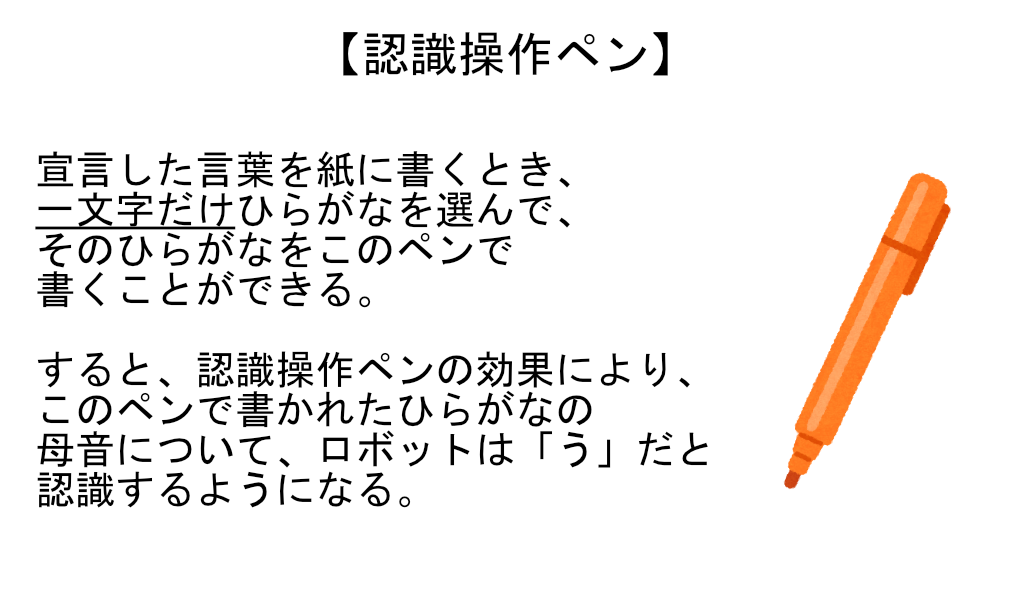 【認識操作ペン】
宣言した言葉を紙に書くとき、
一文字だけひらがなを選んで、
そのひらがなをこのペンで
書くことができる。
すると、認識操作ペンの効果により、
このペンで書かれたひらがなの
母音について、ロボットは「う」だと
認識するようになる。